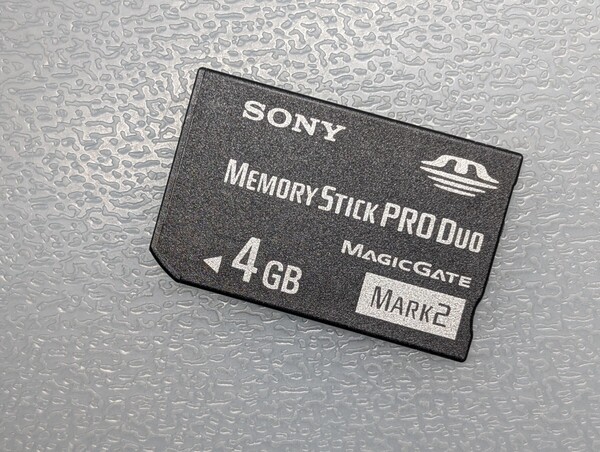 SONY
MEMORY STICK PRO DUO
MAGICGATE
4GB
MARK2